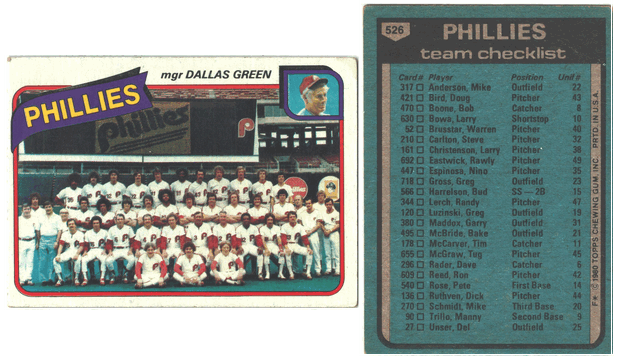 mgr DALLAS GREEN
PHILLIES
Phillies
P
526
PHILLIES
team checklist
Card# Player Position Uni#
317 Anderson, Mike Outfield 22
421 Bird, Doug Pitcher 43
470 Boone, Bob Catcher 8
630 Bowa, Larry Shortstop 10
52 Brusstar, Warren Pitcher 40
210 Carlton, Steve Pitcher 32
161 Christenson, Larry Pitcher 38
692 Eastwick, Rawly Pitcher 49
447 Espinosa, Nino Pitcher 35
718 Gross, Greg Outfield 23
566 Harrelson, Bud SS — 2B 15
344 Lerch, Randy Pitcher 47
120 Luzinski, Greg Outfield 19
380 Maddox, Garry Outfield 31
495 McBride, Bake Outfield 21
178 McCarver, Tim Catcher 11
655 McGraw, Tug Pitcher 45
296 Rader, Dave Catcher 6
609 Reed, Ron Pitcher 42
540 Rose, Pete First Base 14
136 Ruthven, Dick Pitcher 44
270 Schmidt, Mike Third Base 20
90 Trillo, Manny Second Base 9
27 Unser, Del Outfield 25
F* © 1980 TOPPS CHEWING GUM, INC. PRTD. IN U.S.A.